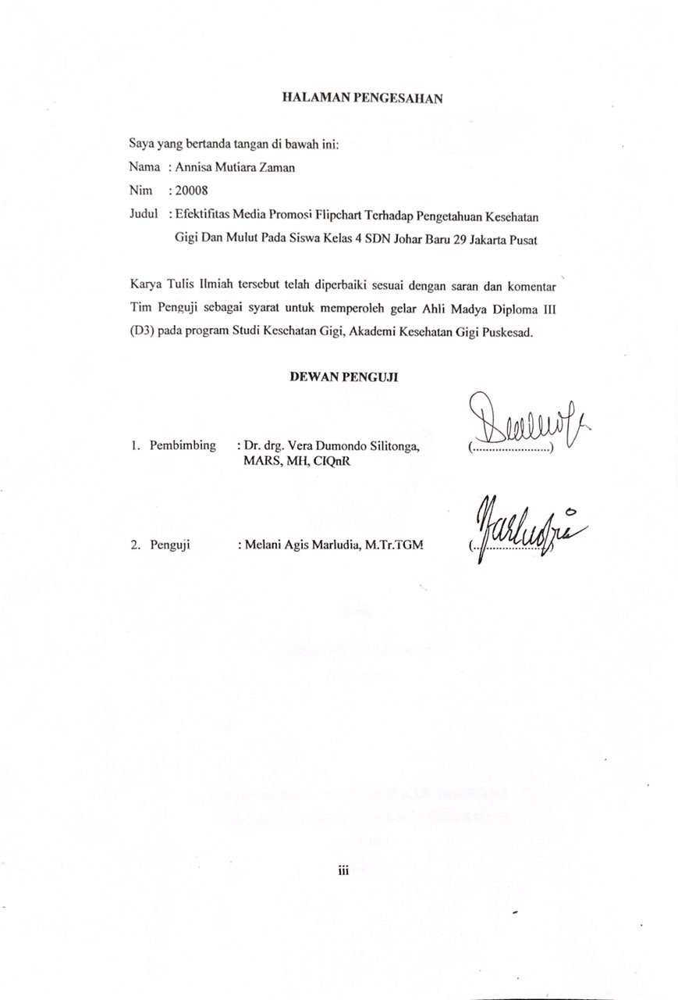 HALAMAN PENGESAHAN
Saya yang bertanda tangan di bawah ini:
Nama : Annisa Mutiara Zaman
Nim : 20008
Judul : Efektifitas Media Promosi Flipchart Terhadap Pengetahuan Kesehatan
Gigi Dan Mulut Pada Siswa Kelas 4 SDN Johar Baru 29 Jakarta Pusat
Karya Tulis Ilmiah tersebut telah diperbaiki sesuai dengan saran dan komentar
Tim Penguji sebagai syarat untuk memperoleh gelar Ahli Madya Diploma III
(D3) pada program Studi Kesehatan Gigi, Akademi Kesehatan Gigi Puskesad.
DEWAN PENGUJI
1. Pembimbing : Dr. drg. Vera Dumondo Silitonga, (........................)
MARS, MH, CIQnR
2. Penguji : Melani Agis Marludia, M.Tr.TGM (........................)
iii